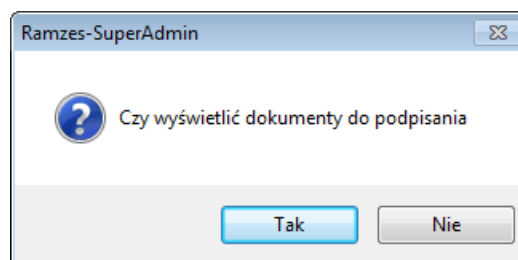 Ramzes-SuperAdmin
Czy wyświetlić dokumenty do podpisania
Tak
Nie